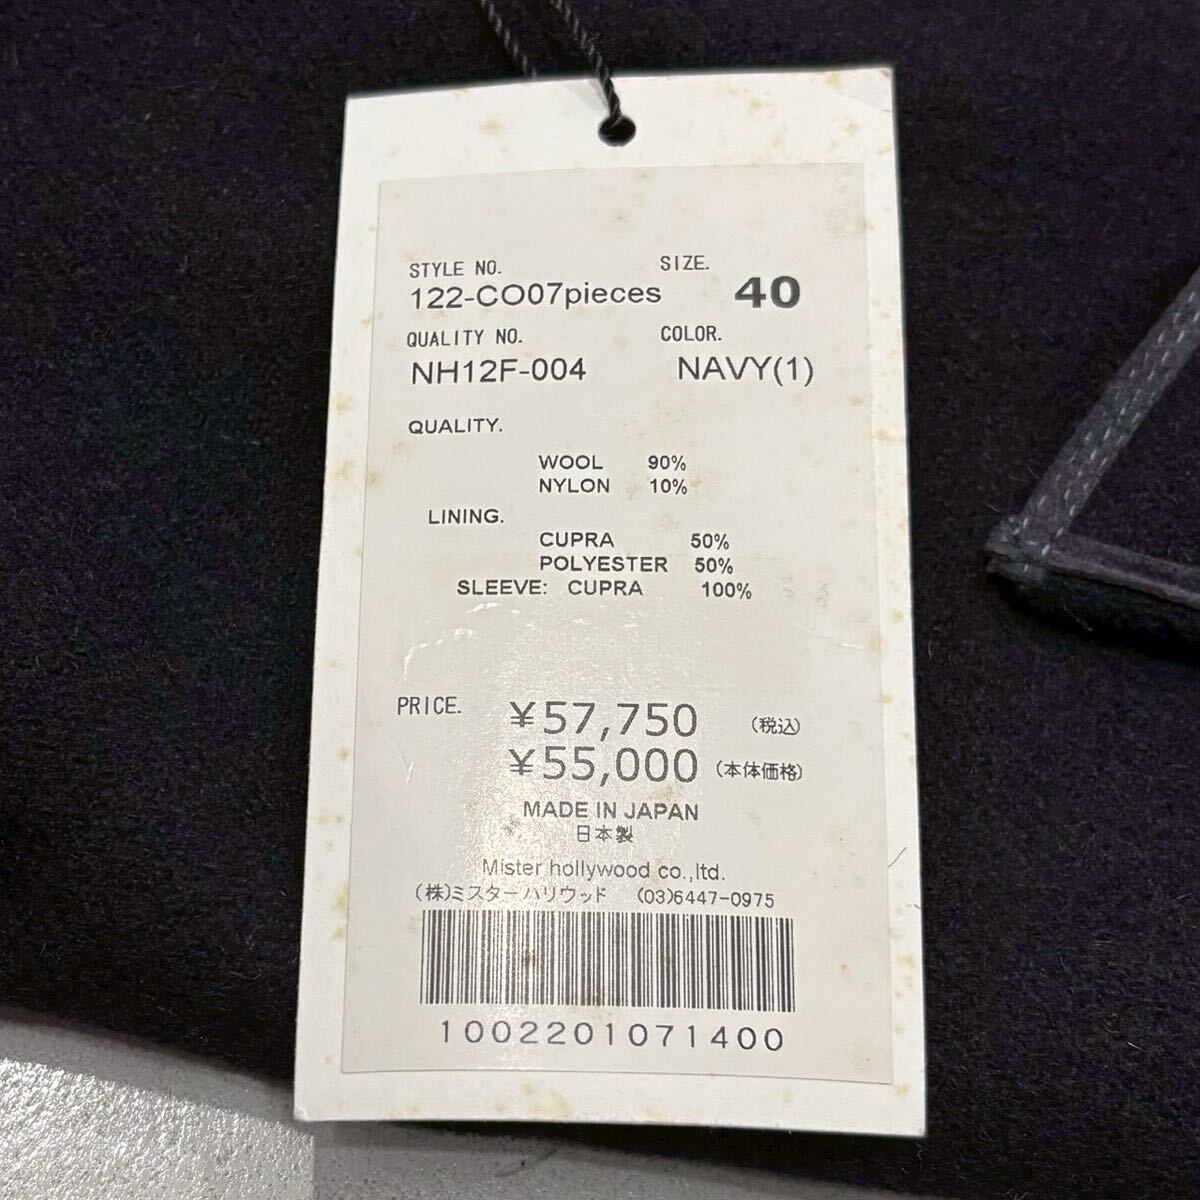 STYLE NO. SIZE.
122-CO07pieces 40
QUALITY NO. COLOR.
NH12F-004 NAVY(1)
QUALITY.
WOOL 90%
NYLON 10%
LINING.
CUPRA 50%
POLYESTER 50%
SLEEVE: CUPRA 100%
PRICE. ¥57,750 (税込)
¥55,000 (本体価格)
MADE IN JAPAN
日本製
Mister hollywood co.,ltd.
(株)ミスターハリウッド (03)6447-0975
1002201071400